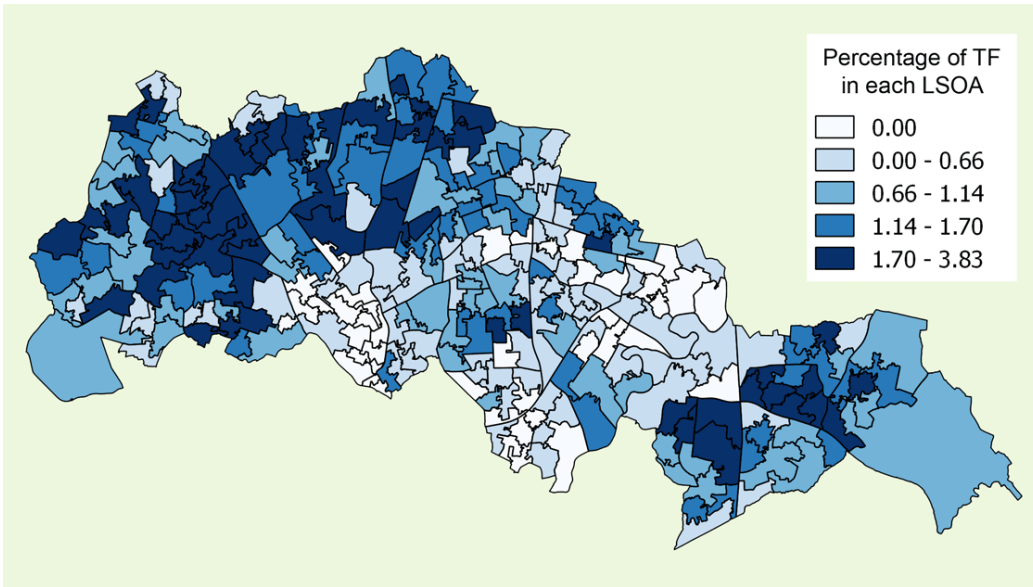 Percentage of TF
in each LSOA
0.00
0.00 - 0.66
0.66 - 1.14
1.14 - 1.70
1.70 - 3.83